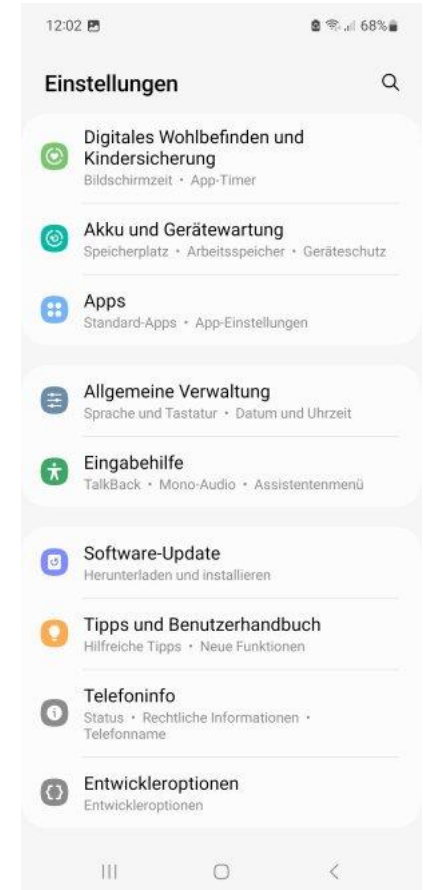 12:02 68%
Einstellungen
Digitales Wohlbefinden und
Kindersicherung
Bildschirmzeit • App-Timer
Akku und Gerätewartung
Speicherplatz • Arbeitsspeicher • Geräteschutz
Apps
Standard-Apps • App-Einstellungen
Allgemeine Verwaltung
Sprache und Tastatur • Datum und Uhrzeit
Eingabehilfe
TalkBack • Mono-Audio • Assistentenmenü
Software-Update
Herunterladen und installieren
Tipps und Benutzerhandbuch
Hilfreiche Tipps • Neue Funktionen
Telefoninfo
Status • Rechtliche Informationen •
Telefonname
Entwickleroptionen
Entwickleroptionen